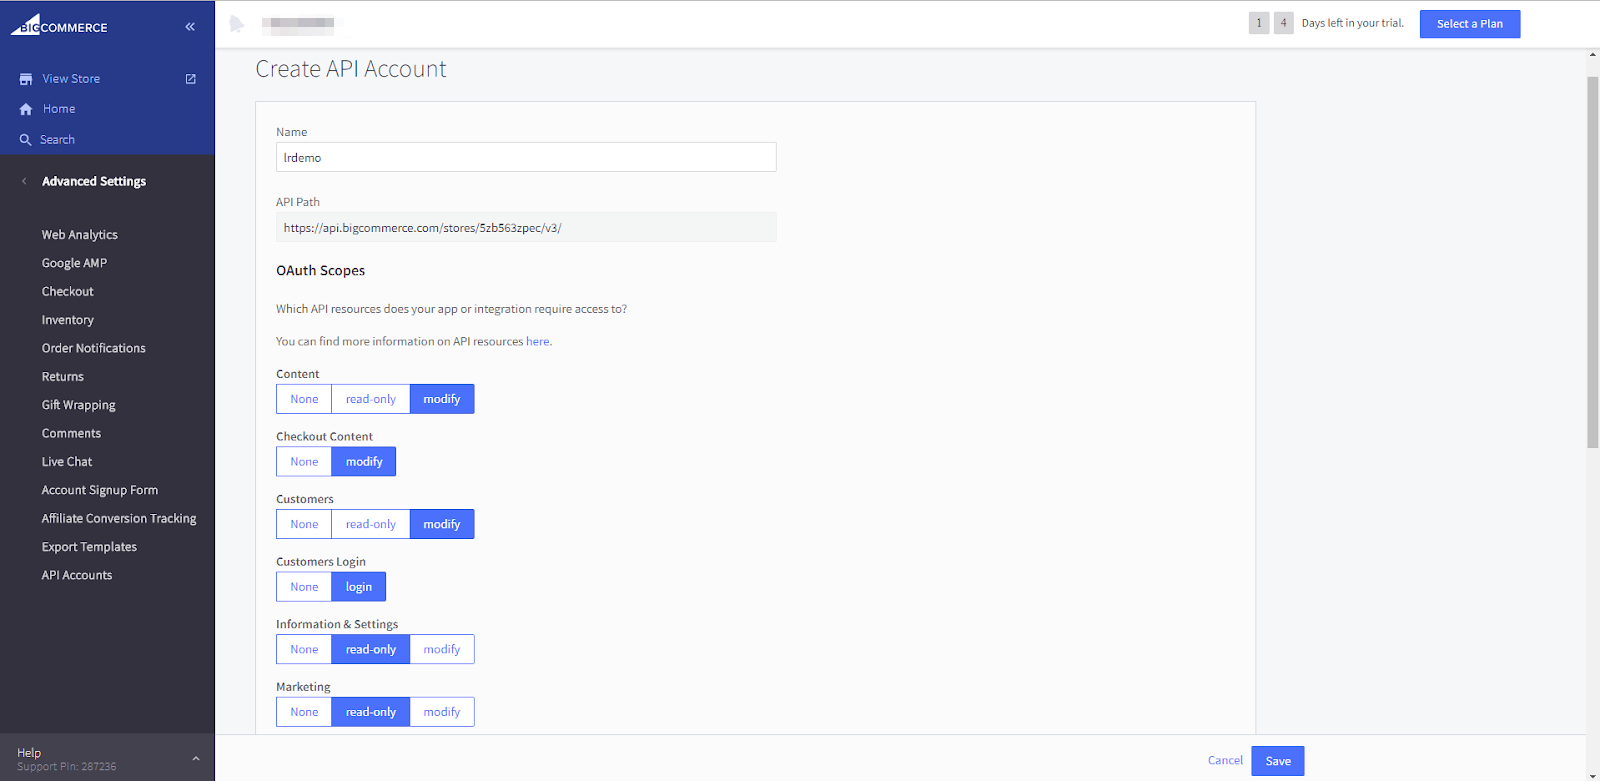 BIGCOMMERCE
View Store
Home
Search
Advanced Settings
Web Analytics
Google AMP
Checkout
Inventory
Order Notifications
Returns
Gift Wrapping
Comments
Live Chat
Account Signup Form
Affiliate Conversion Tracking
Export Templates
API Accounts
Help
Support Pin: 287236
1 4 Days left in your trial. Select a Plan
Create API Account
Name
lrdemo
API Path
https://api.bigcommerce.com/stores/5zb563zpec/v3/
OAuth Scopes
Which API resources does your app or integration require access to?
You can find more information on API resources here.
Content
None read-only modify
Checkout Content
None modify
Customers
None read-only modify
Customers Login
None login
Information & Settings
None read-only modify
Marketing
None read-only modify
Cancel Save